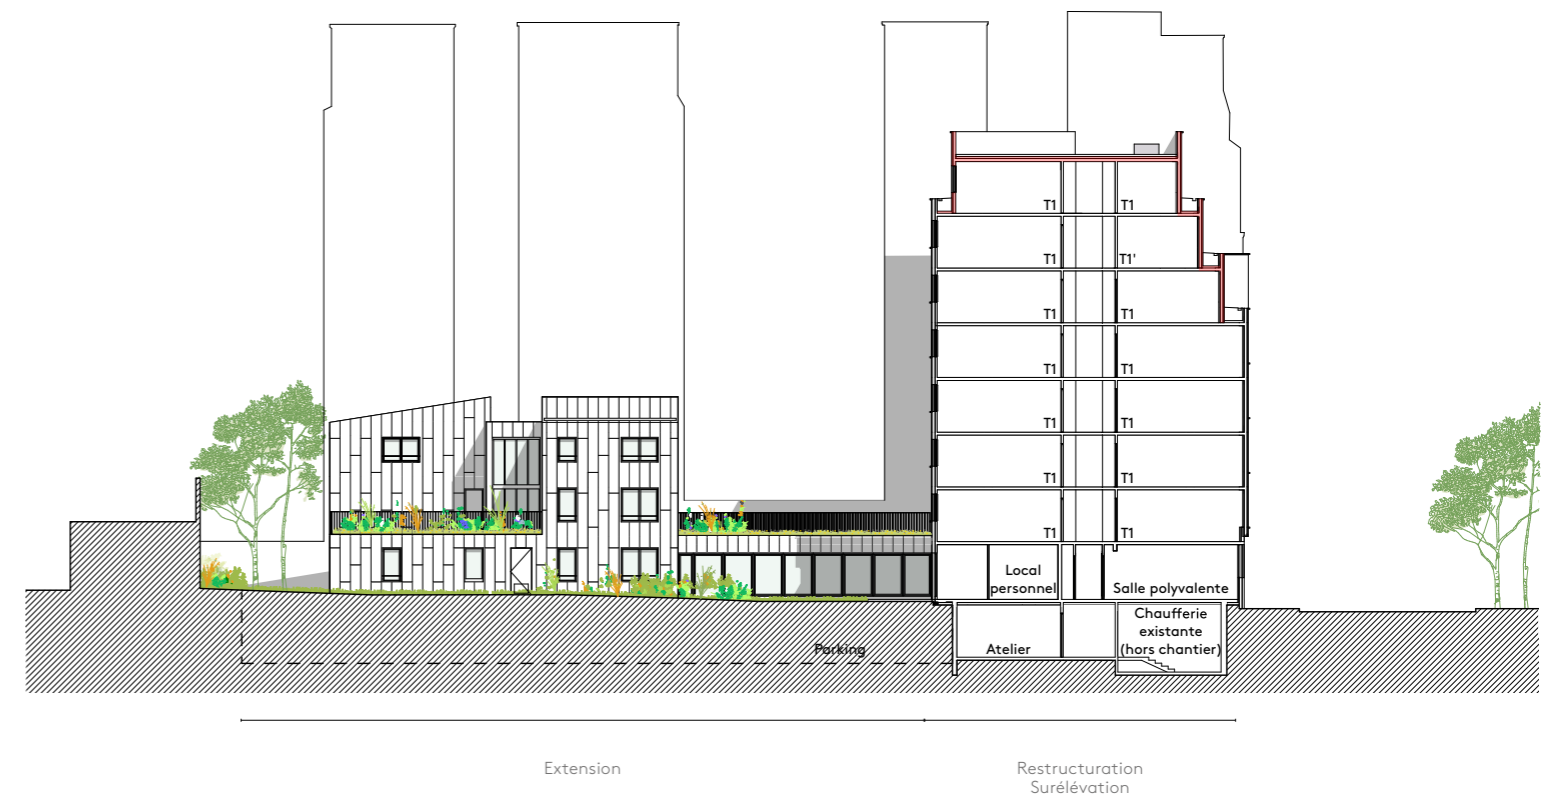 T1 T1
T1 T1'
T1 T1
T1 T1
T1 T1
T1 T1
T1 T1
Local
personnel
Salle polyvalente
Parking
Atelier
Chaufferie
existante
(hors chantier)
Extension
Restructuration
Surélévation